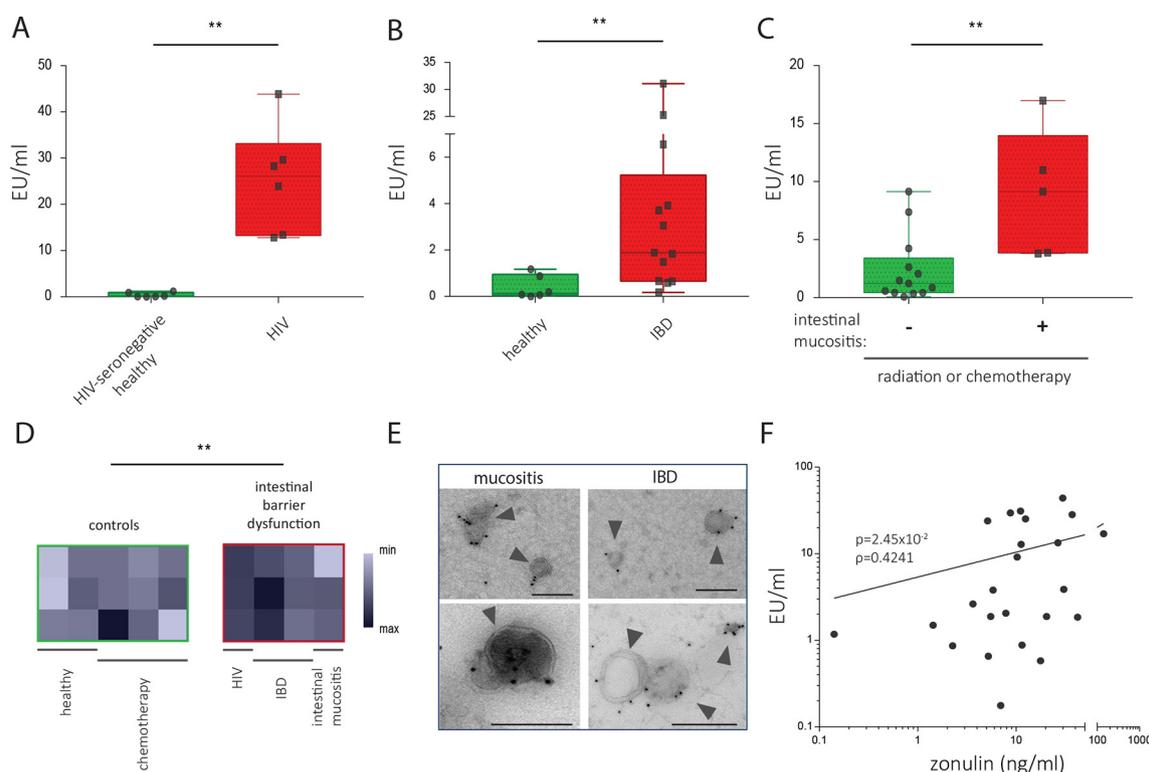 A
**
50
40
30
20
10
0
EU/ml
HIV-seronegative
healthy
HIV
B
**
35
30
25
6
4
2
0
EU/ml
healthy
IBD
C
**
20
15
10
5
0
EU/ml
intestinal
mucositis:
-
+
radiation or chemotherapy
D
**
controls
intestinal
barrier
dysfunction
min
max
healthy
chemotherapy
HIV
IBD
intestinal
mucositis
E
mucositis
IBD
F
100
10
1
0.1
EU/ml
p=2.45x10⁻²
ρ=0.4241
0.1
1
10
100
1000
zonulin (ng/ml)